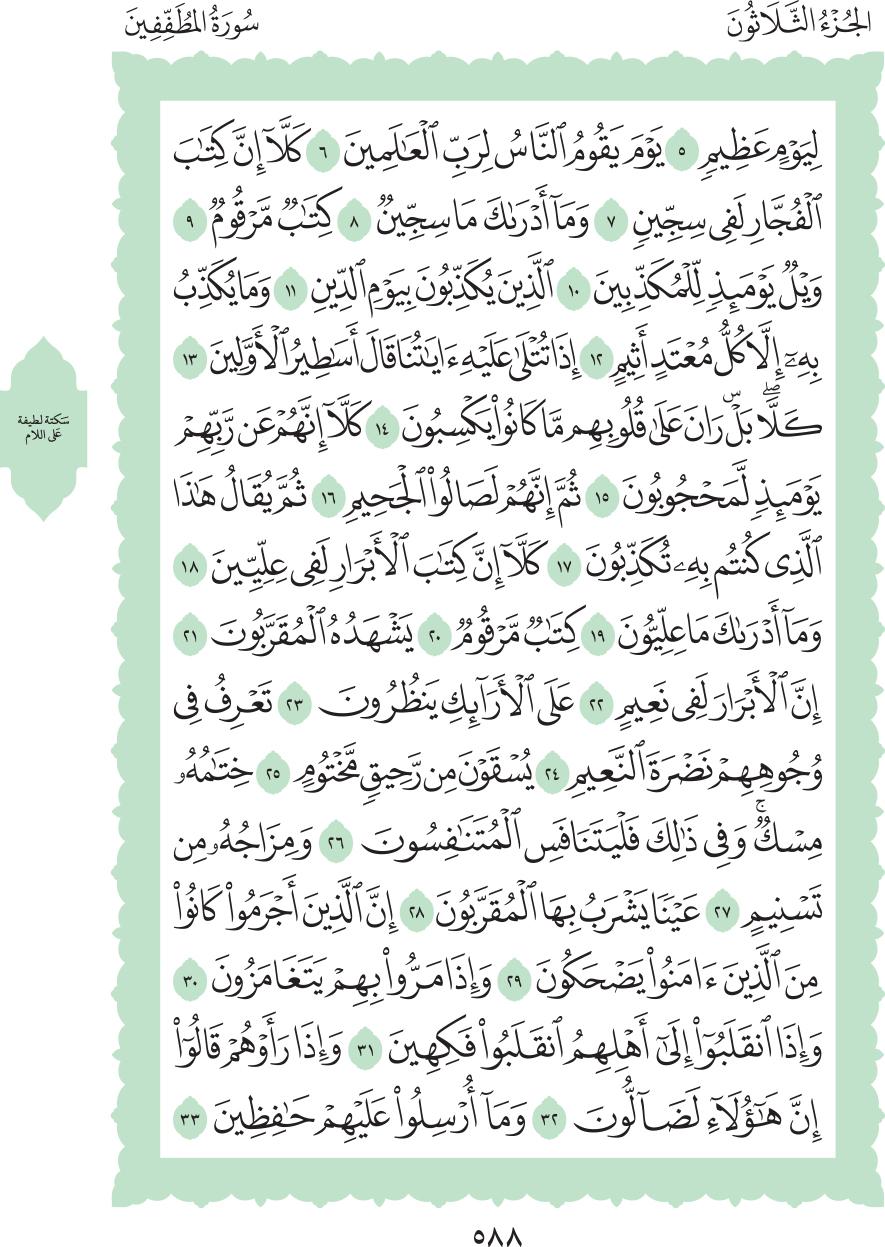 الجُزْءُ الثَّلَاثُونَ
سُورَةُ المُطَفِّفِينَ
لِيَوْمٍ عَظِيمٍ ٥ يَوْمَ يَقُومُ ٱلنَّاسُ لِرَبِّ ٱلْعَٰلَمِينَ ٦ كَلَّآ إِنَّ كِتَٰبَ
ٱلْفُجَّارِ لَفِى سِجِّينٍ ٧ وَمَآ أَدْرَىٰكَ مَا سِجِّينٌ ٨ كِتَٰبٌ مَّرْقُومٌ ٩
وَيْلٌ يَوْمَئِذٍ لِّلْمُكَذِّبِينَ ١٠ ٱلَّذِينَ يُكَذِّبُونَ بِيَوْمِ ٱلدِّينِ ١١ وَمَا يُكَذِّبُ
بِهِۦٓ إِلَّا كُلُّ مُعْتَدٍ أَثِيمٍ ١٢ إِذَا تُتْلَىٰ عَلَيْهِ ءَايَٰتُنَا قَالَ أَسَٰطِيرُ ٱلْأَوَّلِينَ ١٣
كَلَّا ۖ بَلْ ۜ رَانَ عَلَىٰ قُلُوبِهِم مَّا كَانُوا۟ يَكْسِبُونَ ١٤ كَلَّآ إِنَّهُمْ عَن رَّبِّهِمْ
يَوْمَئِذٍ لَّمَحْجُوبُونَ ١٥ ثُمَّ إِنَّهُمْ لَصَالُوا۟ ٱلْجَحِيمِ ١٦ ثُمَّ يُقَالُ هَٰذَا
ٱلَّذِى كُنتُم بِهِۦ تُكَذِّبُونَ ١٧ كَلَّآ إِنَّ كِتَٰبَ ٱلْأَبْرَارِ لَفِى عِلِّيِّينَ ١٨
وَمَآ أَدْرَىٰكَ مَا عِلِّيُّونَ ١٩ كِتَٰبٌ مَّرْقُومٌ ٢٠ يَشْهَدُهُ ٱلْمُقَرَّبُونَ ٢١
إِنَّ ٱلْأَبْرَارَ لَفِى نَعِيمٍ ٢٢ عَلَى ٱلْأَرَآئِكِ يَنظُرُونَ ٢٣ تَعْرِفُ فِى
وُجُوهِهِمْ نَضْرَةَ ٱلنَّعِيمِ ٢٤ يُسْقَوْنَ مِن رَّحِيقٍ مَّخْتُومٍ ٢٥ خِتَٰمُهُۥ
مِسْكٌ ۚ وَفِى ذَٰلِكَ فَلْيَتَنَافَسِ ٱلْمُتَنَٰفِسُونَ ٢٦ وَمِزَاجُهُۥ مِن
تَسْنِيمٍ ٢٧ عَيْنًا يَشْرَبُ بِهَا ٱلْمُقَرَّبُونَ ٢٨ إِنَّ ٱلَّذِينَ أَجْرَمُوا۟ كَانُوا۟
مِنَ ٱلَّذِينَ ءَامَنُوا۟ يَضْحَكُونَ ٢٩ وَإِذَا مَرُّوا۟ بِهِمْ يَتَغَامَزُونَ ٣٠
وَإِذَا ٱنقَلَبُوٓا۟ إِلَىٰٓ أَهْلِهِمُ ٱنقَلَبُوا۟ فَكِهِينَ ٣١ وَإِذَا رَأَوْهُمْ قَالُوٓا۟
إِنَّ هَٰٓؤُلَآءِ لَضَآلُّونَ ٣٢ وَمَآ أُرْسِلُوا۟ عَلَيْهِمْ حَٰفِظِينَ ٣٣
سَكتة لطيفة
عَلى اللام
٥٨٨